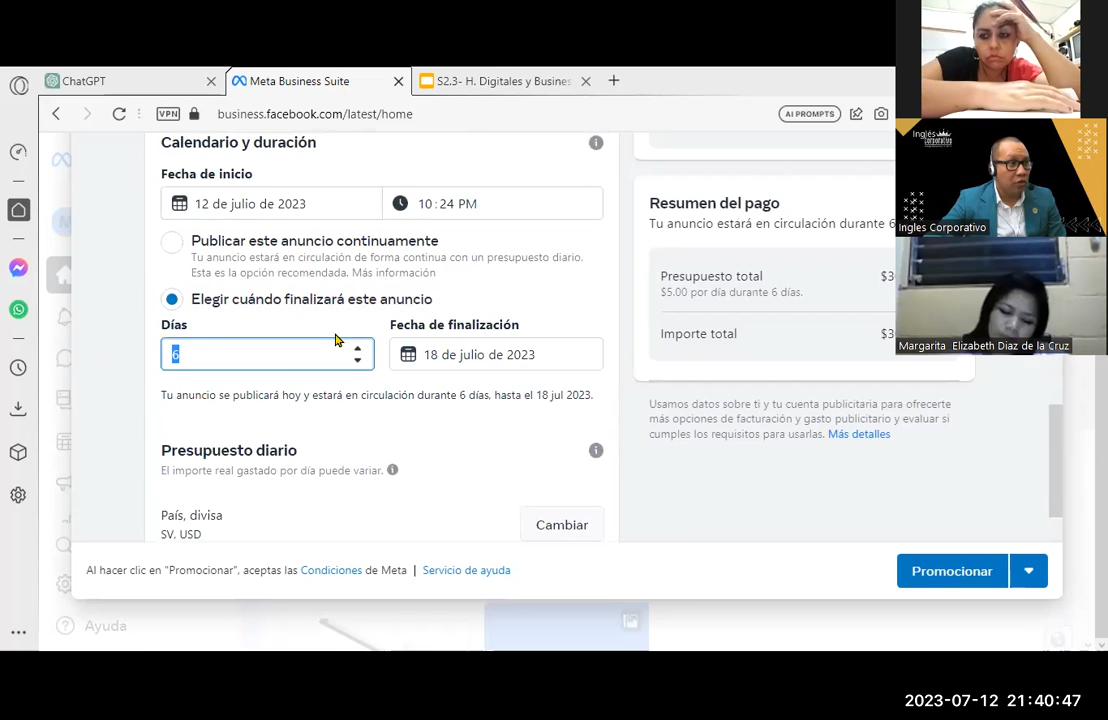 ChatGPT
Meta Business Suite
S2.3- H. Digitales y Busines
VPN
business.facebook.com/latest/home
AI PROMPTS
Calendario y duración
Fecha de inicio
12 de julio de 2023
10:24 PM
Publicar este anuncio continuamente
Tu anuncio estará en circulación de forma continua con un presupuesto diario.
Esta es la opción recomendada. Más información
Elegir cuándo finalizará este anuncio
Días
Fecha de finalización
6
18 de julio de 2023
Tu anuncio se publicará hoy y estará en circulación durante 6 días, hasta el 18 jul 2023.
Presupuesto diario
El importe real gastado por día puede variar.
País, divisa
SV, USD
Cambiar
Resumen del pago
Tu anuncio estará en circulación durante 6
Presupuesto total
$3
$5.00 por día durante 6 días.
Importe total
$3
Usamos datos sobre ti y tu cuenta publicitaria para ofrecerte
más opciones de facturación y gasto publicitario y evaluar si
cumples los requisitos para usarlas. Más detalles
Al hacer clic en "Promocionar", aceptas las Condiciones de Meta | Servicio de ayuda
Promocionar
Ayuda
Inglés
Corporativo
Ingles Corporativo
Margarita Elizabeth Diaz de la Cruz
2023-07-12 21:40:47